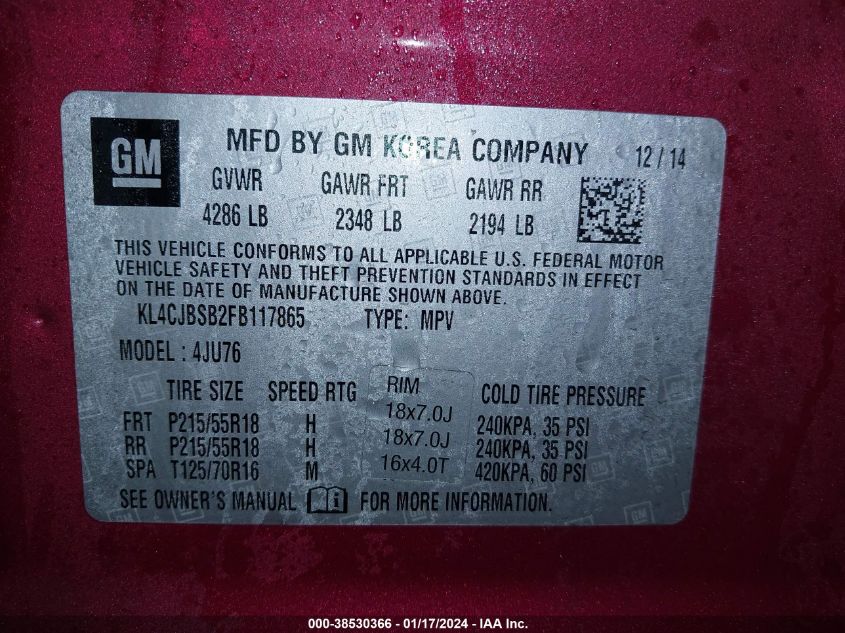 GM MFD BY GM KOREA COMPANY 12/14
GVWR GAWR FRT GAWR RR
4286 LB 2348 LB 2194 LB
THIS VEHICLE CONFORMS TO ALL APPLICABLE U.S. FEDERAL MOTOR
VEHICLE SAFETY AND THEFT PREVENTION STANDARDS IN EFFECT
ON THE DATE OF MANUFACTURE SHOWN ABOVE.
KL4CJBSB2FB117865 TYPE: MPV
MODEL : 4JU76
TIRE SIZE SPEED RTG RIM COLD TIRE PRESSURE
FRT P215/55R18 H 18x7.0J 240KPA, 35 PSI
RR P215/55R18 H 18x7.0J 240KPA, 35 PSI
SPA T125/70R16 M 16x4.0T 420KPA, 60 PSI
SEE OWNER'S MANUAL i FOR MORE INFORMATION.
000-38530366 - 01/17/2024 - IAA Inc.